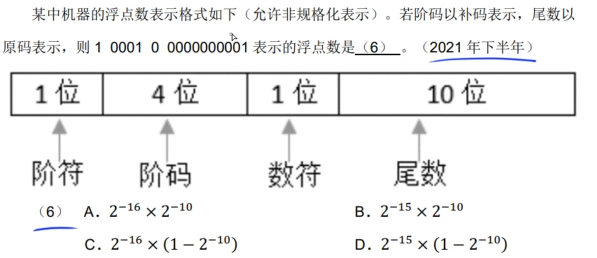 某中机器的浮点数表示格式如下（允许非规格化表示）。若阶码以补码表示，尾数以
原码表示，则 1 0001 0 0000000001 表示的浮点数是（6）。（2021 年下半年）
1 位 4 位 1 位 10 位
阶符 阶码 数符 尾数
（6） A. 2⁻¹⁶ × 2⁻¹⁰ B. 2⁻¹⁵ × 2⁻¹⁰
C. 2⁻¹⁶ × (1 − 2⁻¹⁰) D. 2⁻¹⁵ × (1 − 2⁻¹⁰)